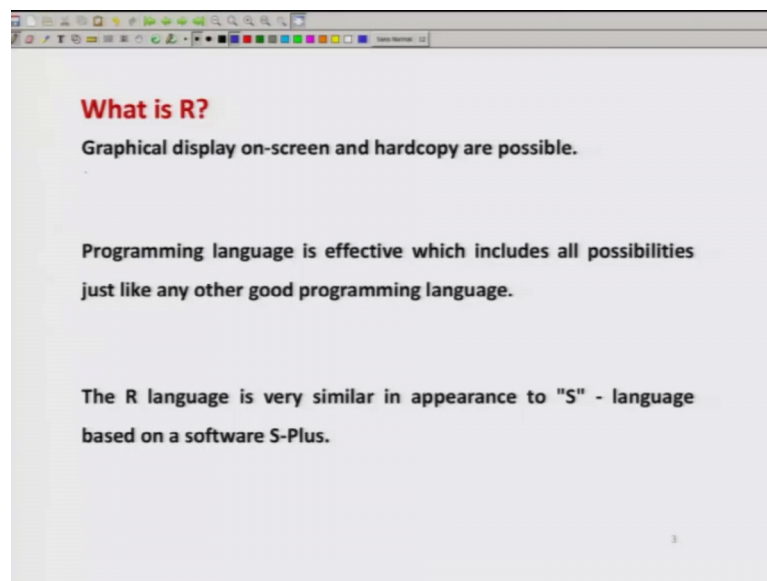 What is R?
Graphical display on-screen and hardcopy are possible.
Programming language is effective which includes all possibilities
just like any other good programming language.
The R language is very similar in appearance to "S" - language
based on a software S-Plus.
3